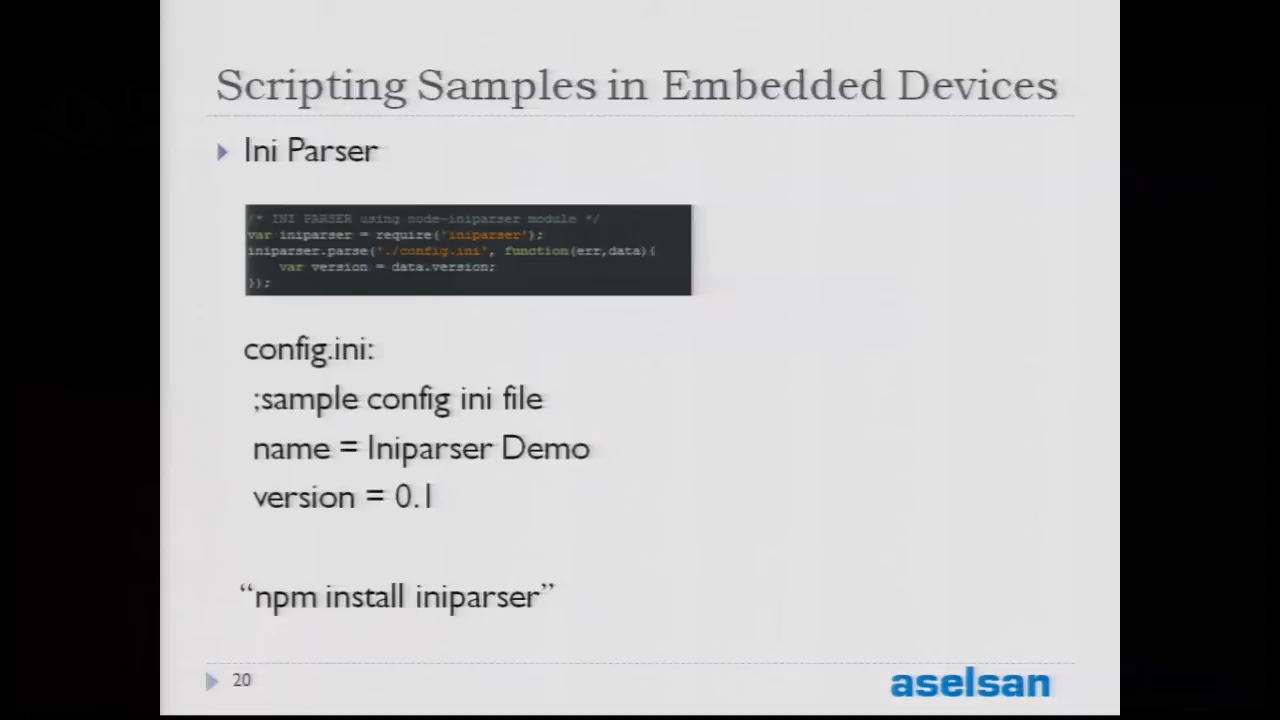 Scripting Samples in Embedded Devices
Ini Parser
/* INI PARSER using node-iniparser module */
var iniparser = require('iniparser');
iniparser.parse('./config.ini', function(err,data){
var version = data.version;
});
config.ini:
;sample config ini file
name = Iniparser Demo
version = 0.1
“npm install iniparser”
20
aselsan